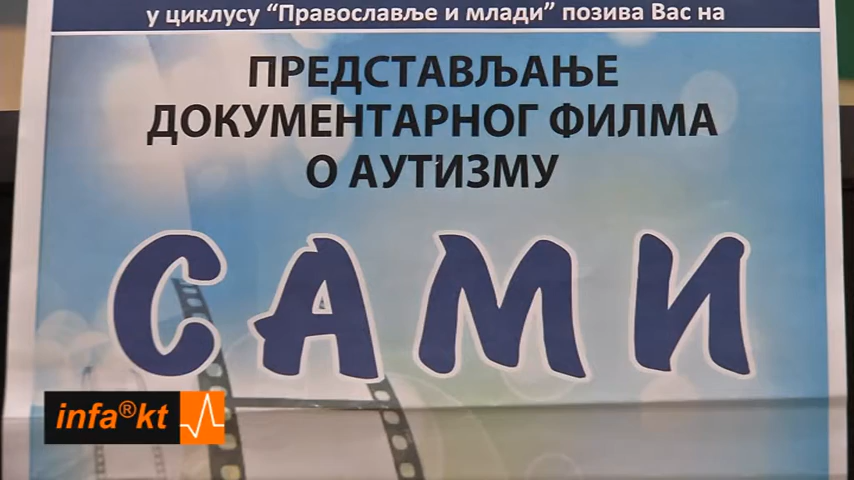 у циклусу “Православље и млади” позива Вас на
ПРЕДСТАВЉАЊЕ
ДОКУМЕНТАРНОГ ФИЛМА
О АУТИЗМУ
САМИ
infa®kt